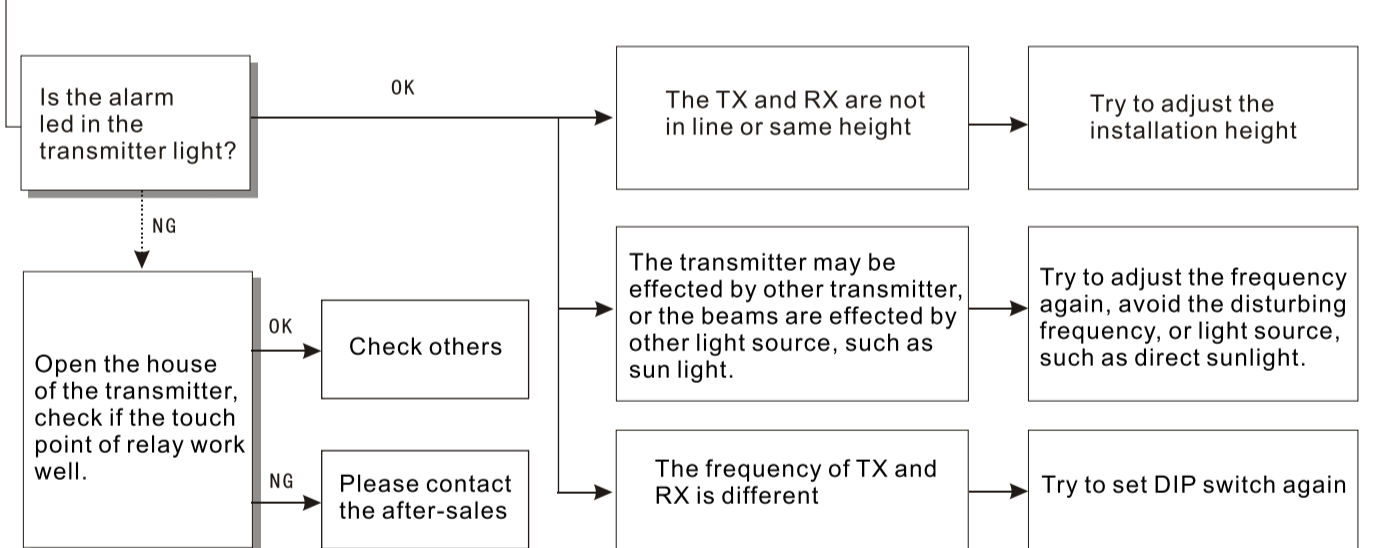 Is the alarm
led in the
transmitter light?
OK
The TX and RX are not
in line or same height
Try to adjust the
installation height
NG
The transmitter may be
effected by other transmitter,
or the beams are effected by
other light source, such as
sun light.
Try to adjust the frequency
again, avoid the disturbing
frequency, or light source,
such as direct sunlight.
Open the house
of the transmitter,
check if the touch
point of relay work
well.
OK
Check others
NG
Please contact
the after-sales
The frequency of TX and
RX is different
Try to set DIP switch again